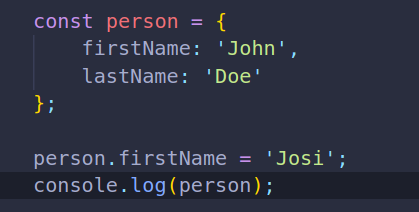 const person = {
    firstName: 'John',
    lastName: 'Doe'
};

person.firstName = 'Josi';
console.log(person);